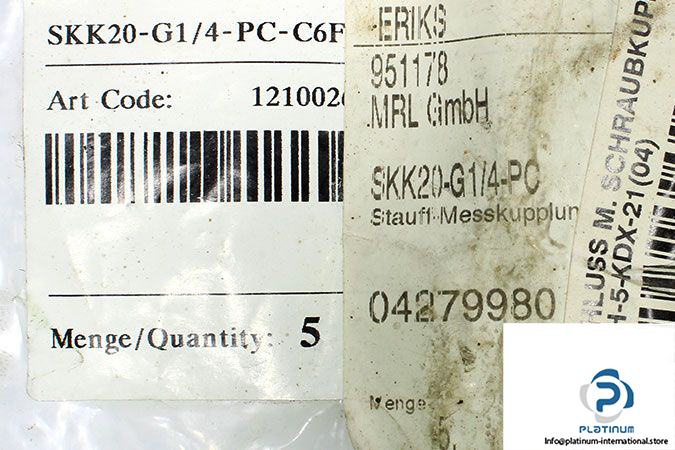 SKK20-G1/4-PC-C6F
Art Code: 121002
Menge/Quantity: 5
-ERIKS
951178
MRL GmbH
SKK20-G1/4-PC
Stauff Messkupplun
04279980
Menge
5,
HLUSS M. SCHRAUBKUP
H-5-KDX-21(04)
PLATINUM
Info@platinum-international.store